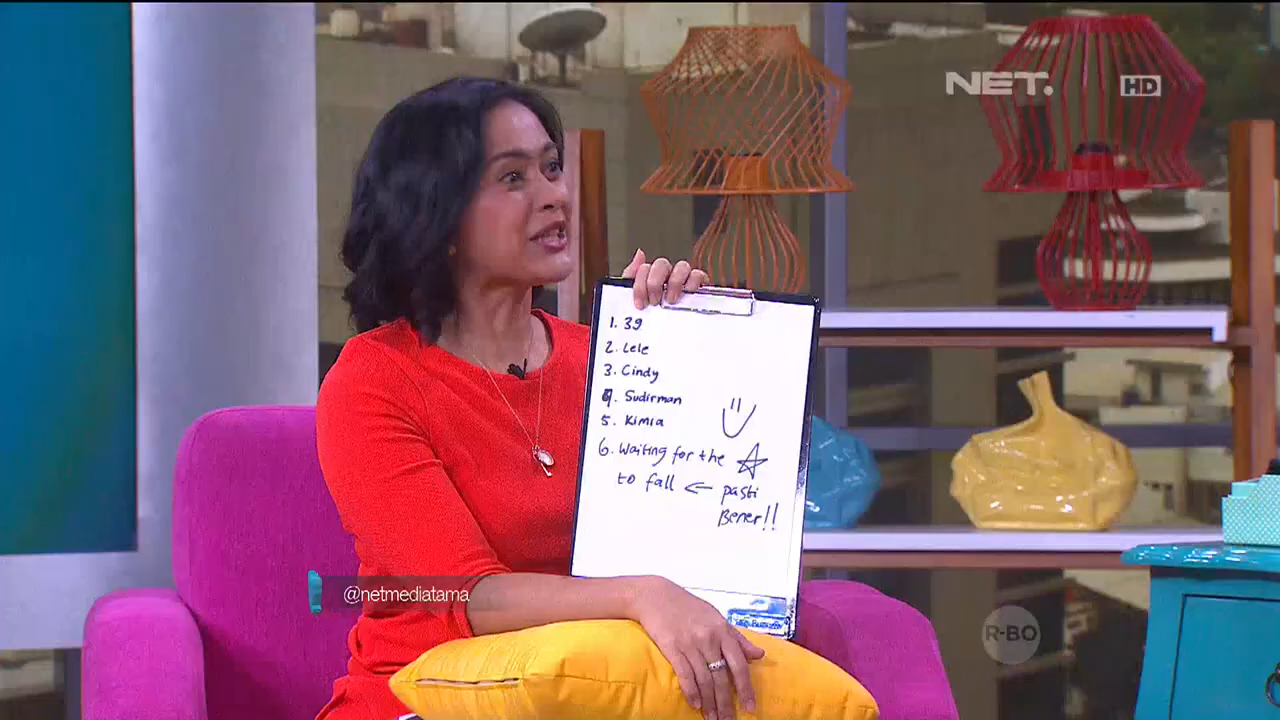 NET. HD
1. 39
2. Lele
3. Cindy
4. Sudirman
5. Kimia
6. Waiting for the ☆
to fall ← pasti
Bener!!
@netmediatama
R-BO